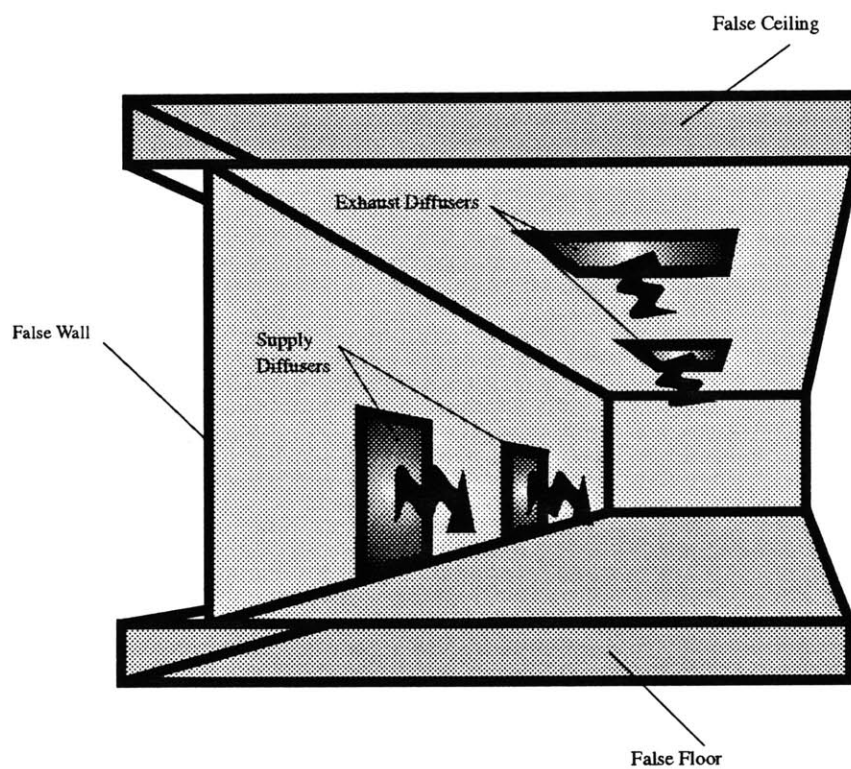 False Ceiling
Exhaust Diffusers
False Wall
Supply
Diffusers
False Floor